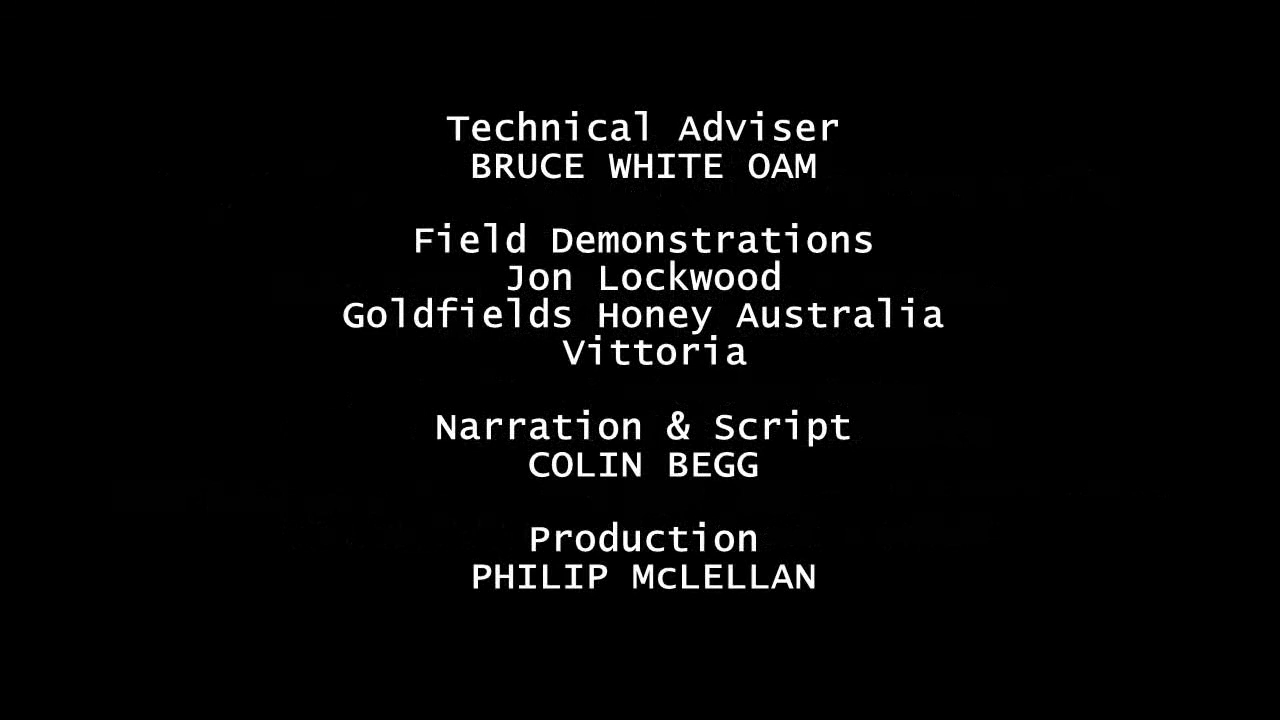 Technical Adviser
BRUCE WHITE OAM
Field Demonstrations
Jon Lockwood
Goldfields Honey Australia
Vittoria
Narration & Script
COLIN BEGG
Production
PHILIP McLELLAN